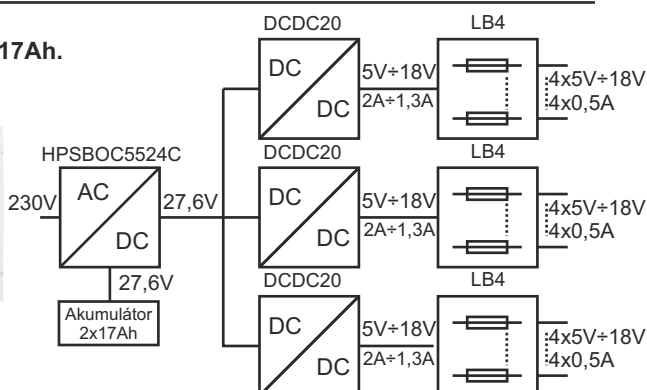 17Ah.
DCDC20
LB4
DC
DC
5V÷18V
2A÷1,3A
4x5V÷18V
4x0,5A
HPSBOC5524C
230V
AC
DC
27,6V
27,6V
Akumulátor
2x17Ah
DCDC20
LB4
DC
DC
5V÷18V
2A÷1,3A
4x5V÷18V
4x0,5A
DCDC20
LB4
DC
DC
5V÷18V
2A÷1,3A
4x5V÷18V
4x0,5A